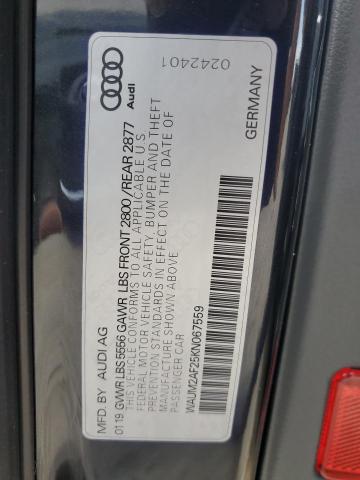 MFD. BY AUDI AG
01 19 GVWR LBS 5556 GAWR LBS FRONT 2800 /REAR 2877
THIS VEHICLE CONFORMS TO ALL APPLICABLE U.S.
FEDERAL MOTOR VEHICLE SAFETY, BUMPER AND THEFT
PREVENTION STANDARDS IN EFFECT ON THE DATE OF
MANUFACTURE SHOWN ABOVE
PASSENGER CAR
WAUM2AF25KN067559
Audi
0242401
GERMANY